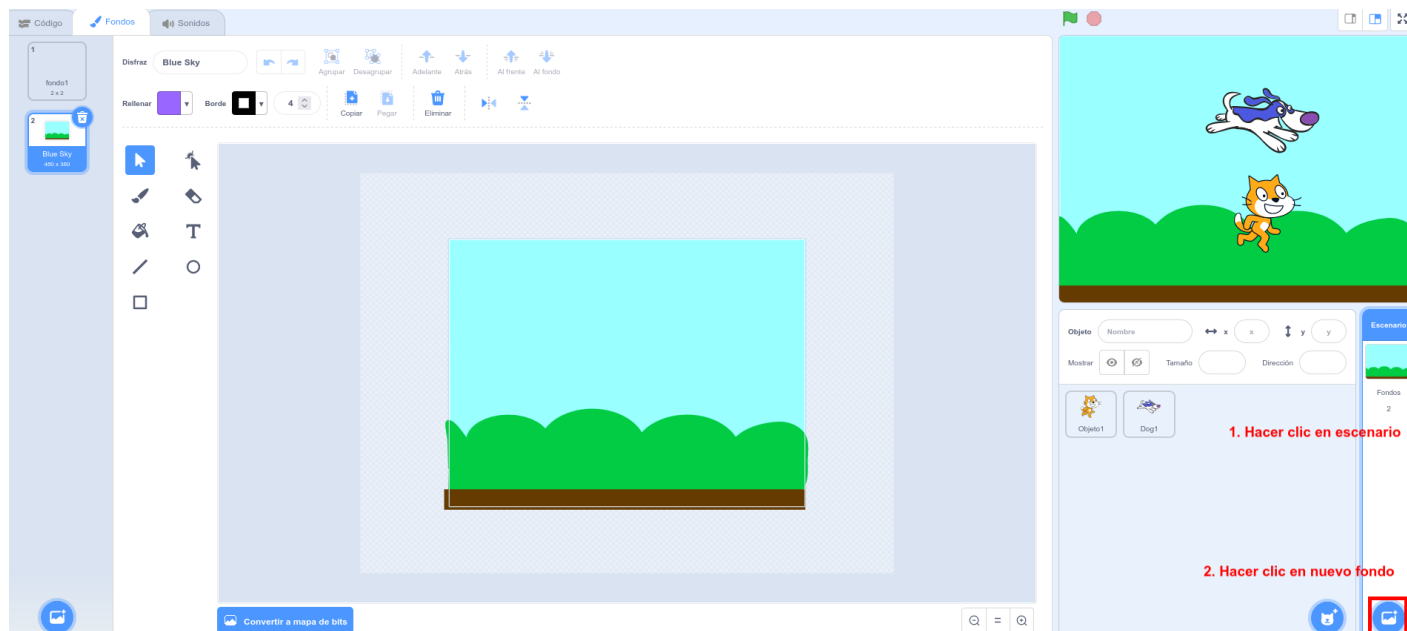 Código
Fondos
Sonidos
1
fondo1
2 x 2
2
Blue Sky
480 x 360
Disfraz
Blue Sky
Agrupar
Desagrupar
Adelante
Atrás
Al frente
Al fondo
Rellenar
Borde
4
Copiar
Pegar
Eliminar
T
Convertir a mapa de bits
=
Objeto
Nombre
x
x
y
y
Mostrar
Tamaño
Dirección
Objeto1
Dog1
Escenario
Fondos
2
1. Hacer clic en escenario
2. Hacer clic en nuevo fondo